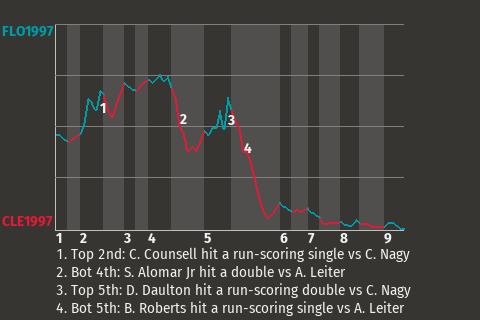 FLO1997
1
2
3
4
CLE1997
1 2 3 4 5 6 7 8 9
1. Top 2nd: C. Counsell hit a run-scoring single vs C. Nagy
2. Bot 4th: S. Alomar Jr hit a double vs A. Leiter
3. Top 5th: D. Daulton hit a run-scoring double vs C. Nagy
4. Bot 5th: B. Roberts hit a run-scoring single vs A. Leiter